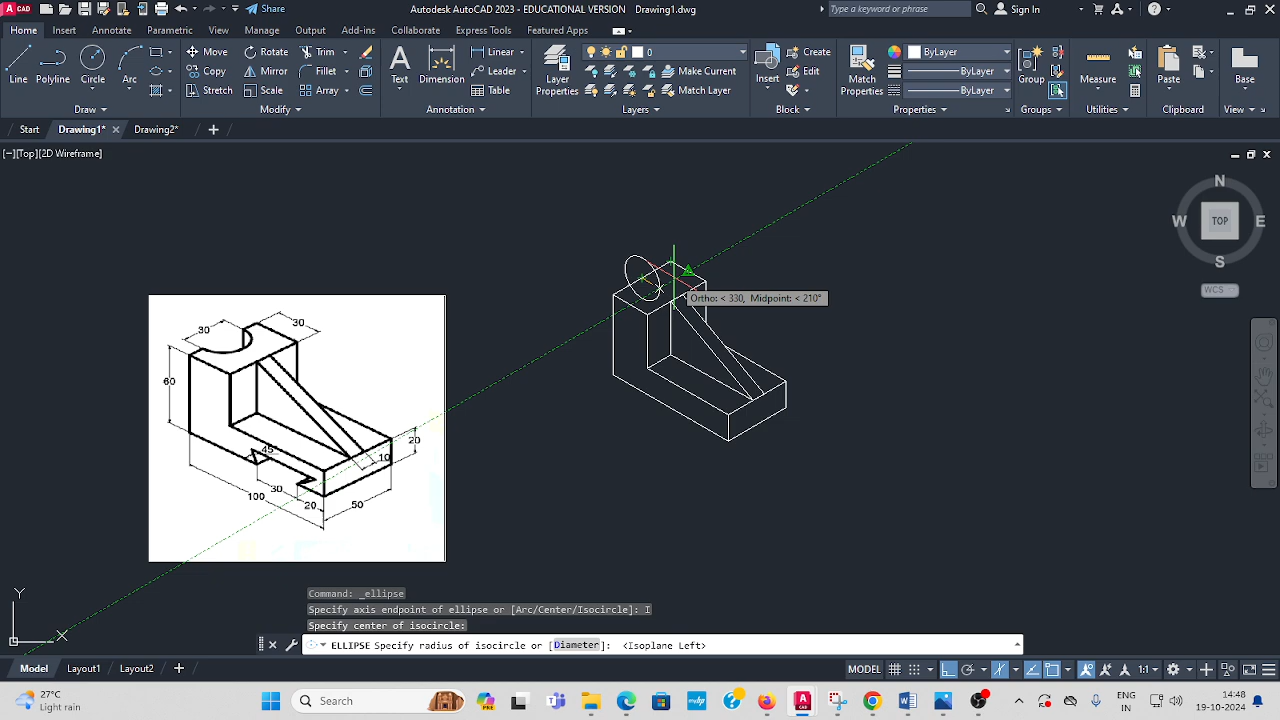 CAD Share Autodesk AutoCAD 2023 - EDUCATIONAL VERSION Drawing1.dwg Type a keyword or phrase Sign In
Home Insert Annotate Parametric View Manage Output Add-ins Collaborate Express Tools Featured Apps
Line Polyline Circle Arc
Move Rotate Trim
Copy Mirror Fillet
Stretch Scale Array
Text Dimension
Linear
Leader
Table
Layer Properties
0
Make Current
Match Layer
Insert
Create
Edit
Match Properties
ByLayer
ByLayer
ByLayer
Group
Measure
Paste
Base
Draw Modify Annotation Layers Block Properties Groups Utilities Clipboard View
Start Drawing1* Drawing2*
[−][Top][2D Wireframe]
N
W TOP E
S
WCS
Ortho: < 330, Midpoint: < 210°
30
30
60
45°
20
10
30
100
20
50
Y
X
Command: _ellipse
Specify axis endpoint of ellipse or [Arc/Center/Isocircle]: I
Specify center of isocircle:
ELLIPSE Specify radius of isocircle or [Diameter]: <Isoplane Left>
Model Layout1 Layout2 MODEL 1:1
27°C
Light rain
Search
PRE
ENG
IN
14:48
19-10-2024